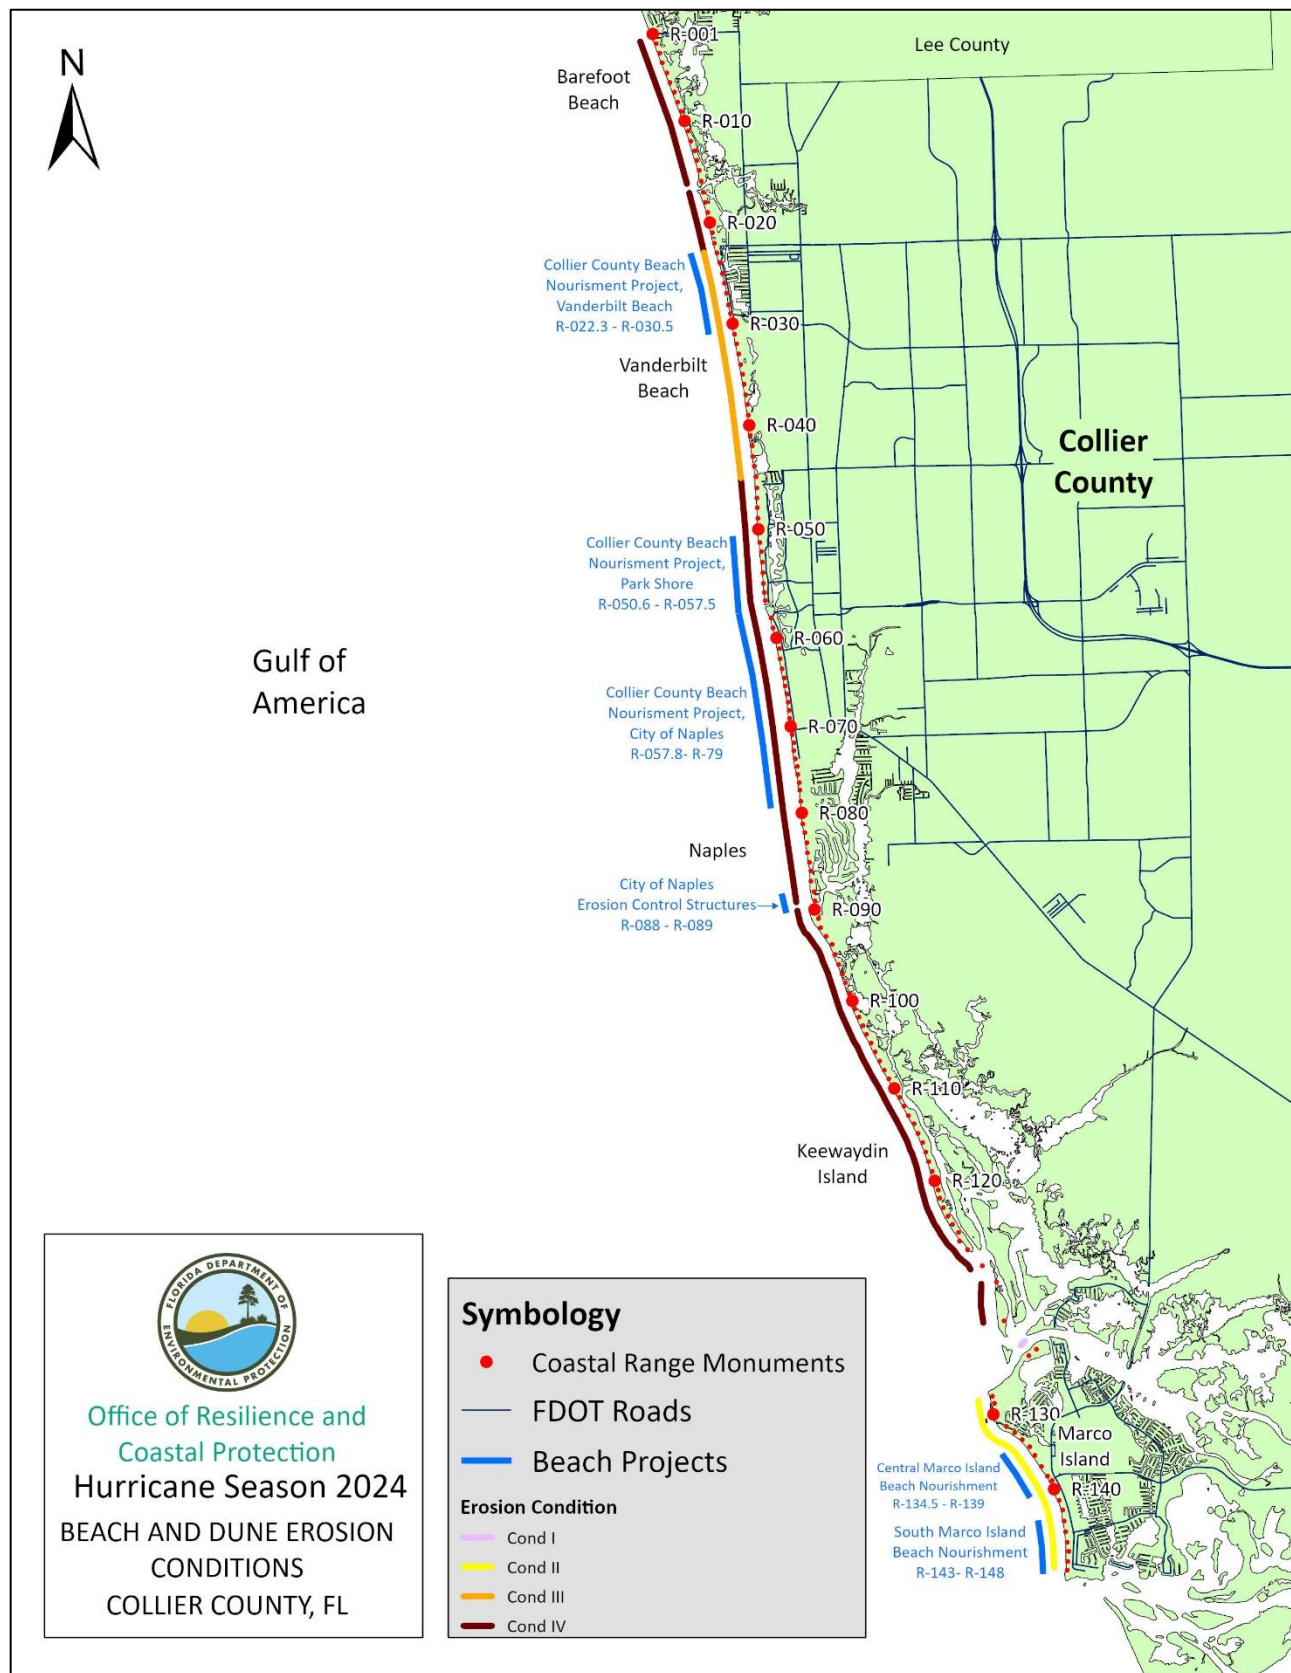 Lee County
R-001
N
Barefoot
Beach
R-010
R-020
Collier County Beach
Nourisment Project,
Vanderbilt Beach
R-022.3 - R-030.5
R-030
Vanderbilt
Beach
R-040
Collier
County
R-050
Collier County Beach
Nourisment Project,
Park Shore
R-050.6 - R-057.5
R-060
Gulf of
America
Collier County Beach
Nourisment Project,
City of Naples
R-057.8- R-79
R-070
R-080
Naples
City of Naples
Erosion Control Structures
R-088 - R-089
R-090
R-100
R-110
Keewaydin
Island
R-120
R-130
Marco
Island
Central Marco Island
Beach Nourishment
R-134.5 - R-139
R-140
South Marco Island
Beach Nourishment
R-143- R-148
FLORIDA DEPARTMENT OF
ENVIRONMENTAL PROTECTION
Office of Resilience and
Coastal Protection
Hurricane Season 2024
BEACH AND DUNE EROSION
CONDITIONS
COLLIER COUNTY, FL
Symbology
Coastal Range Monuments
FDOT Roads
Beach Projects
Erosion Condition
Cond I
Cond II
Cond III
Cond IV